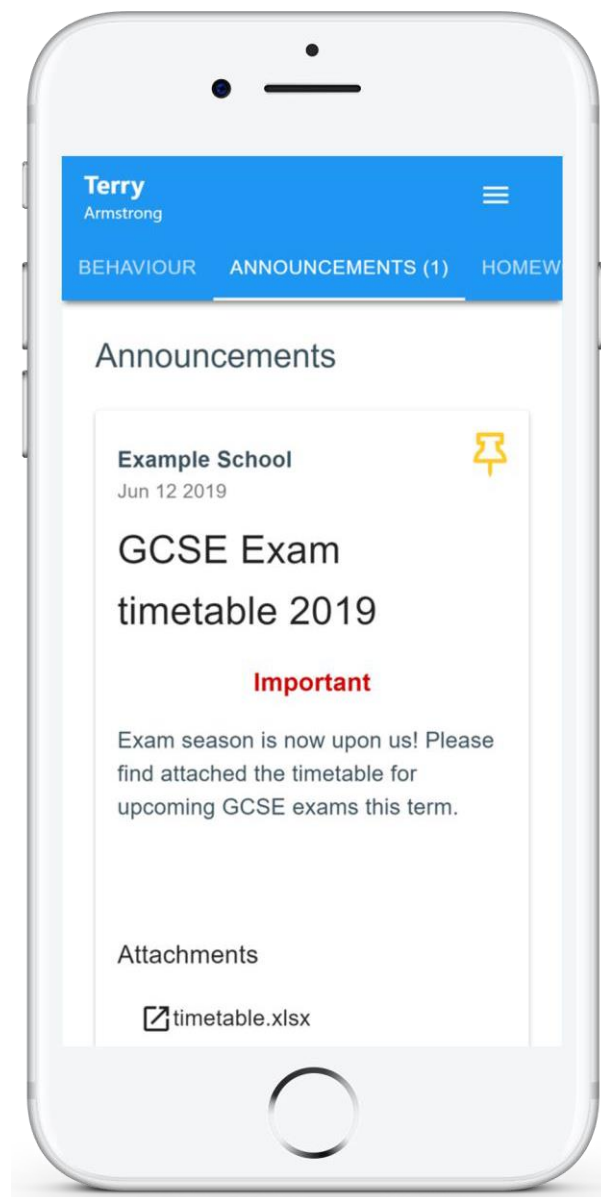 Terry
Armstrong
BEHAVIOUR ANNOUNCEMENTS (1) HOMEW
Announcements
Example School
Jun 12 2019
GCSE Exam
timetable 2019
Important
Exam season is now upon us! Please
find attached the timetable for
upcoming GCSE exams this term.
Attachments
timetable.xlsx